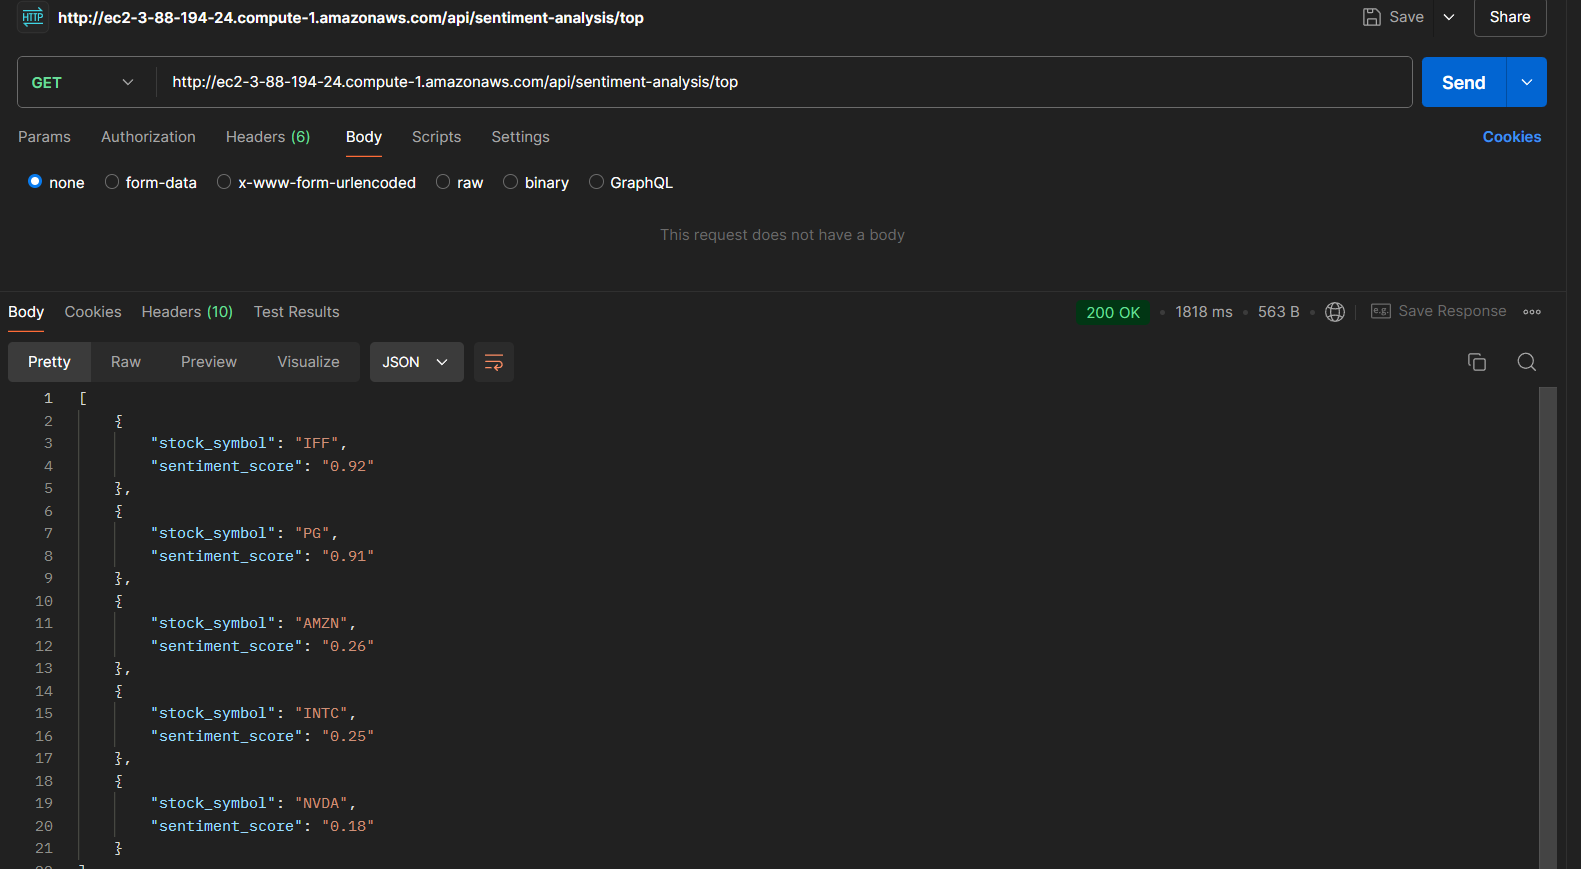 HTTP http://ec2-3-88-194-24.compute-1.amazonaws.com/api/sentiment-analysis/top Save Share
GET http://ec2-3-88-194-24.compute-1.amazonaws.com/api/sentiment-analysis/top Send
Params Authorization Headers (6) Body Scripts Settings Cookies
none form-data x-www-form-urlencoded raw binary GraphQL
This request does not have a body
Body Cookies Headers (10) Test Results 200 OK • 1818 ms • 563 B • e.g. Save Response
Pretty Raw Preview Visualize JSON
1 [
2 {
3 "stock_symbol": "IFF",
4 "sentiment_score": "0.92"
5 },
6 {
7 "stock_symbol": "PG",
8 "sentiment_score": "0.91"
9 },
10 {
11 "stock_symbol": "AMZN",
12 "sentiment_score": "0.26"
13 },
14 {
15 "stock_symbol": "INTC",
16 "sentiment_score": "0.25"
17 },
18 {
19 "stock_symbol": "NVDA",
20 "sentiment_score": "0.18"
21 }